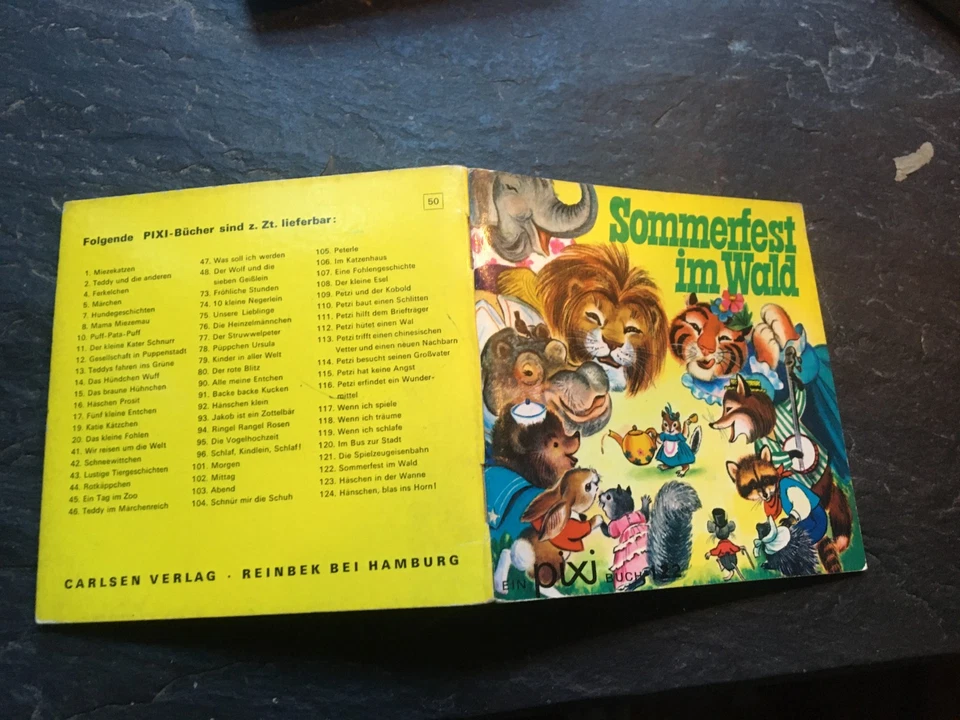 50
Folgende PIXI-Bücher sind z. Zt. lieferbar:
1. Miezekatzen
2. Teddy und die anderen
4. Ferkelchen
5. Märchen
7. Hundegeschichten
8. Mama Miezemau
10. Puff-Pata-Puff
11. Der kleine Kater Schnurr
12. Gesellschaft in Puppenstadt
13. Teddys fahren ins Grüne
14. Das Hündchen Wuff
15. Das braune Hühnchen
16. Häschen Prosit
17. Fünf kleine Entchen
19. Katie Kätzchen
20. Das kleine Fohlen
41. Wir reisen um die Welt
42. Schneewittchen
43. Lustige Tiergeschichten
44. Rotkäppchen
45. Ein Tag im Zoo
46. Teddy im Märchenreich
47. Was soll ich werden
48. Der Wolf und die
sieben Geißlein
73. Fröhliche Stunden
74. 10 kleine Negerlein
75. Unsere Lieblinge
76. Die Heinzelmännchen
77. Der Struwwelpeter
78. Püppchen Ursula
79. Kinder in aller Welt
80. Der rote Blitz
90. Alle meine Entchen
91. Backe backe Kucken
92. Hänschen klein
93. Jakob ist ein Zottelbär
94. Ringel Rangel Rosen
95. Die Vogelhochzeit
96. Schlaf, Kindlein, Schlaf!
101. Morgen
102. Mittag
103. Abend
104. Schnür mir die Schuh
105. Peterle
106. Im Katzenhaus
107. Eine Fohlengeschichte
108. Der kleine Esel
109. Petzi und der Kobold
110. Petzi baut einen Schlitten
111. Petzi hilft dem Briefträger
112. Petzi hütet einen Wal
113. Petzi trifft einen chinesischen
Vetter und einen neuen Nachbarn
114. Petzi besucht seinen Großvater
115. Petzi hat keine Angst
116. Petzi erfindet ein Wunder-
mittel
117. Wenn ich spiele
118. Wenn ich träume
119. Wenn ich schlafe
120. Im Bus zur Stadt
121. Die Spielzeugeisenbahn
122. Sommerfest im Wald
123. Häschen in der Wanne
124. Hänschen, blas ins Horn!
CARLSEN VERLAG · REINBEK BEI HAMBURG
Sommerfest
im Wald
EIN pixi BUCH 122